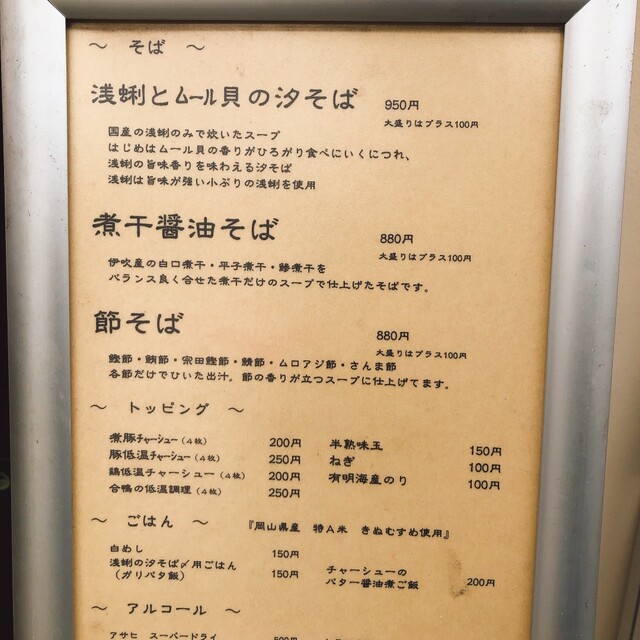 ～ そば ～
浅蜊とムール貝の汐そば 950円
大盛りはプラス100円
国産の浅蜊のみで炊いたスープ
はじめはムール貝の香りがひろがり食べにいくにつれ、
浅蜊の旨味香りを味わえる汐そば
浅蜊は旨味が強い小ぶりの浅蜊を使用
煮干醤油そば 880円
大盛りはプラス100円
伊吹産の白口煮干・平子煮干・鯵煮干を
バランス良く合せた煮干だけのスープで仕上げたそばです。
節そば 880円
大盛りはプラス100円
鰹節・鮪節・宗田鰹節・鯖節・ムロアジ節・さんま節
各節だけでひいた出汁。節の香りが立つスープに仕上げてます。
～ トッピング ～
煮豚チャーシュー（4枚） 200円
豚低温チャーシュー（4枚） 250円
鶏低温チャーシュー（4枚） 200円
合鴨の低温調理（4枚） 250円
半熟味玉 150円
ねぎ 100円
有明海産のり 100円
～ ごはん ～ 『岡山県産 特A米 きぬむすめ使用』
白めし 150円
浅蜊の汐そば〆用ごはん
（ガリバタ飯） 150円
チャーシューの
バター醤油煮ご飯 200円
～ アルコール ～
アサヒ スーパードライ